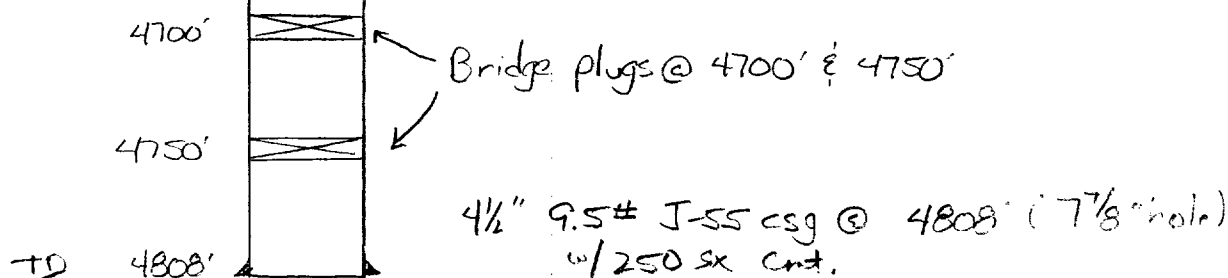 4700'
Bridge plugs @ 4700' & 4750'
4750'
4½" 9.5# J-55 csg @ 4808' (7⅞" hole)
w/ 250 sx cmt.
TD 4808'